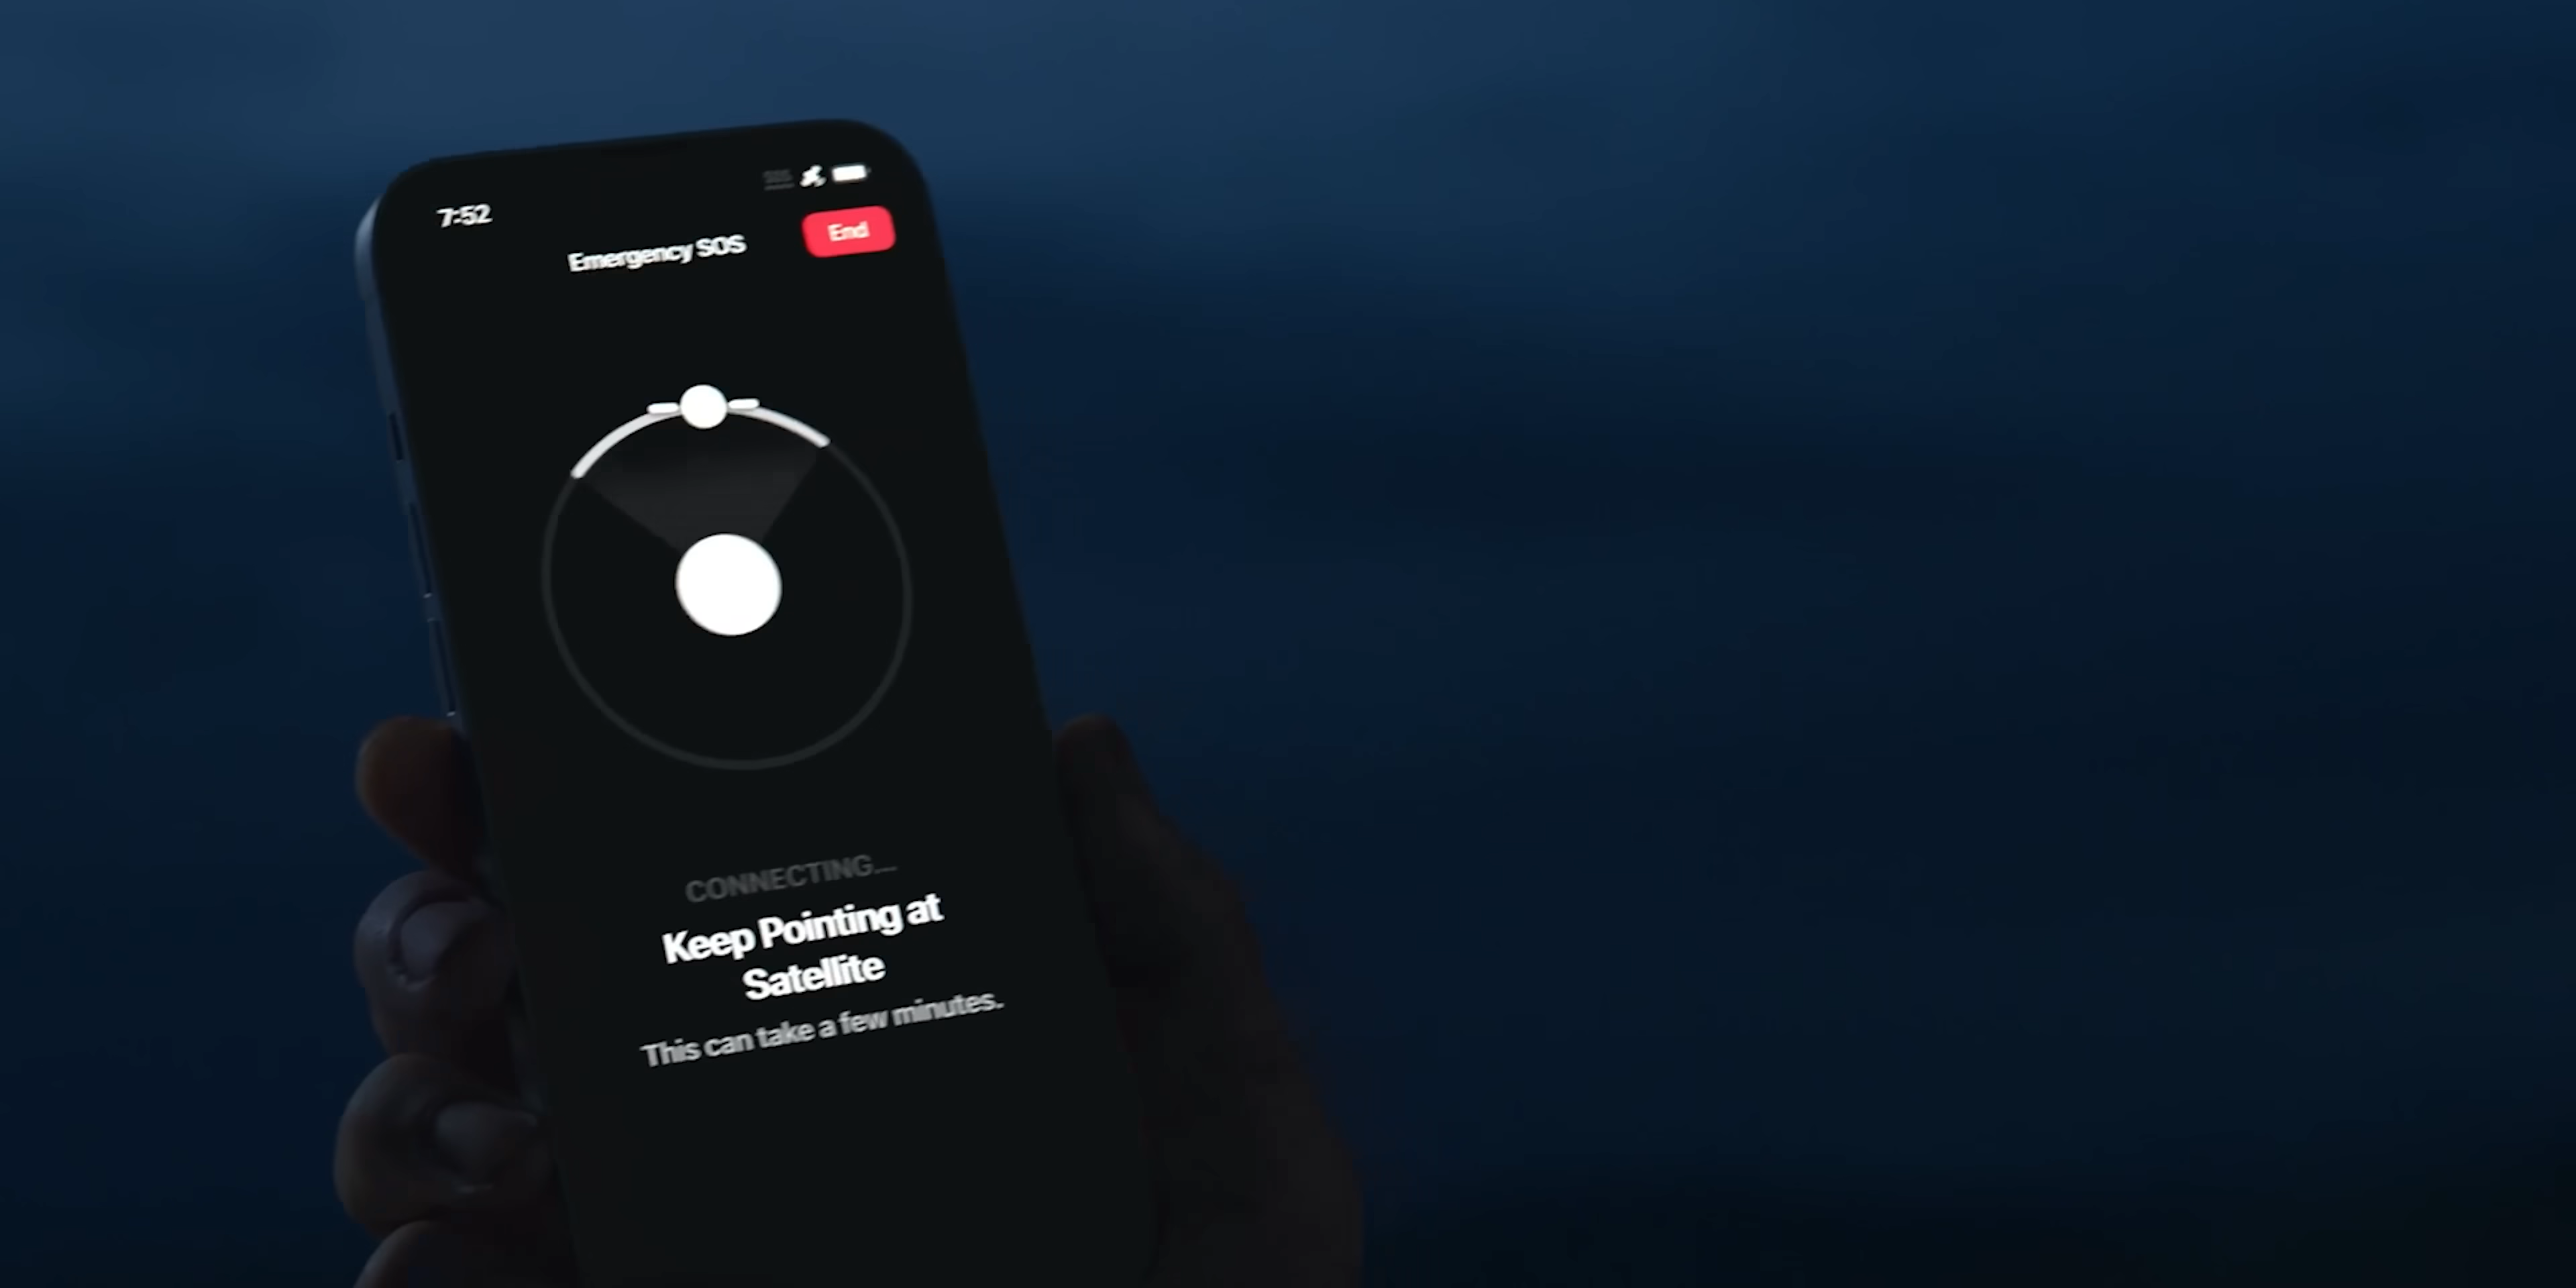 7:52
Emergency SOS
End
CONNECTING...
Keep Pointing at
Satellite
This can take a few minutes.